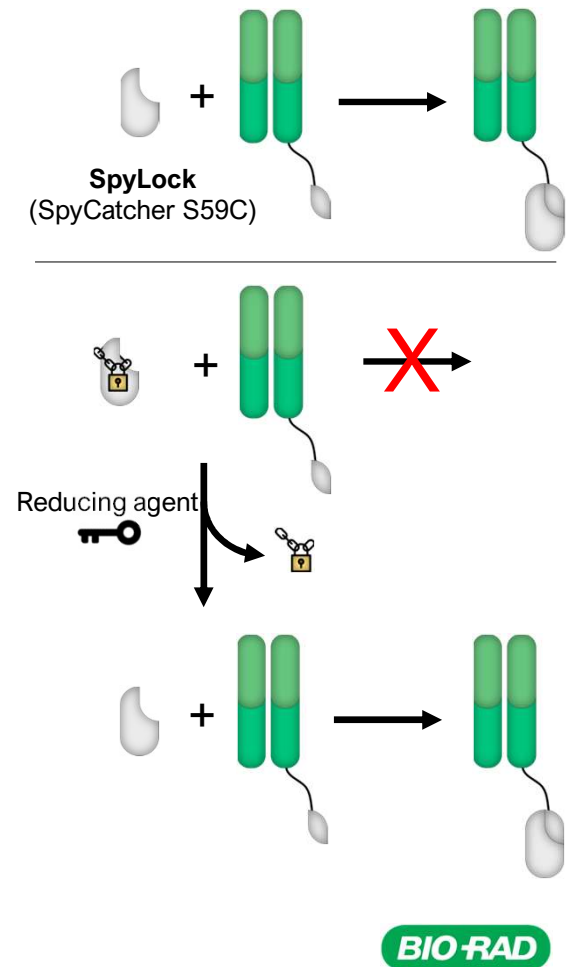 +
SpyLock
(SpyCatcher S59C)
+
X
Reducing agent
+
BIO-RAD